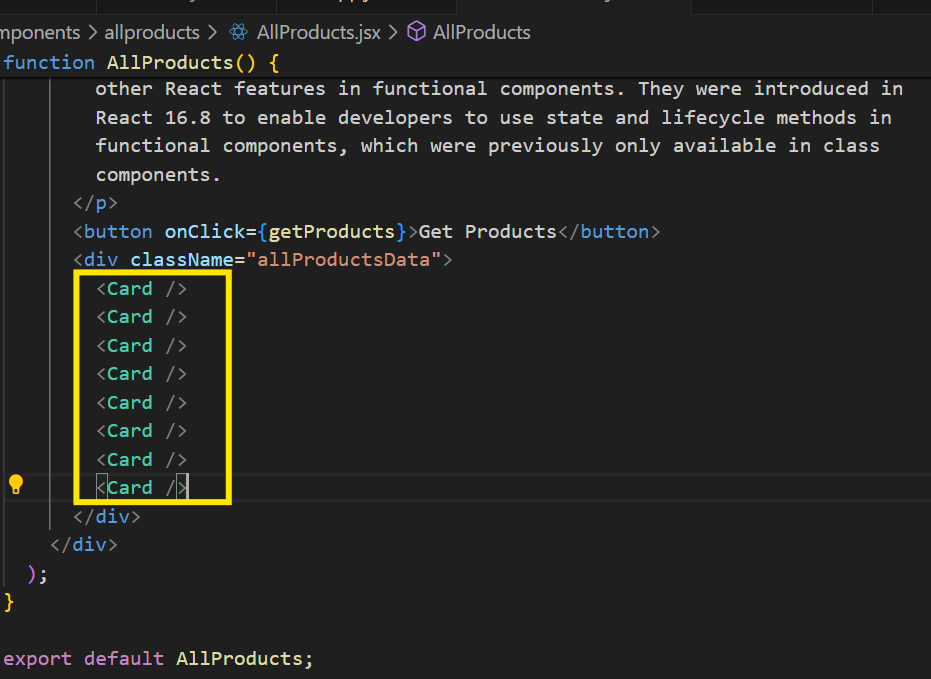 allproducts > AllProducts.jsx > AllProducts
function AllProducts() {
other React features in functional components. They were introduced in
React 16.8 to enable developers to use state and lifecycle methods in
functional components, which were previously only available in class
components.
</p>
<button onClick={getProducts}>Get Products</button>
<div className="allProductsData">
<Card />
<Card />
<Card />
<Card />
<Card />
<Card />
<Card />
<Card />
</div>
</div>
);
}
export default AllProducts;